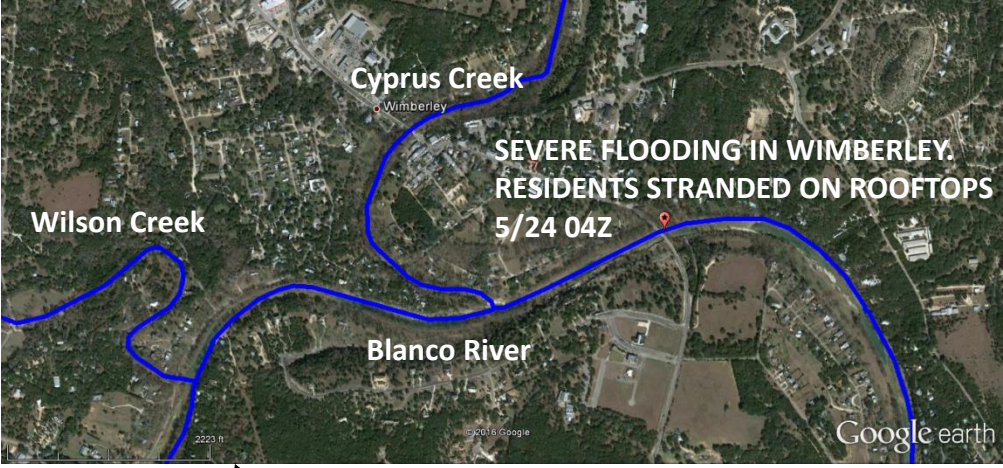 Cyprus Creek
Wimberley
SEVERE FLOODING IN WIMBERLEY.
RESIDENTS STRANDED ON ROOFTOPS
5/24 04Z
Wilson Creek
Blanco River
2223 ft
© 2016 Google
Google earth